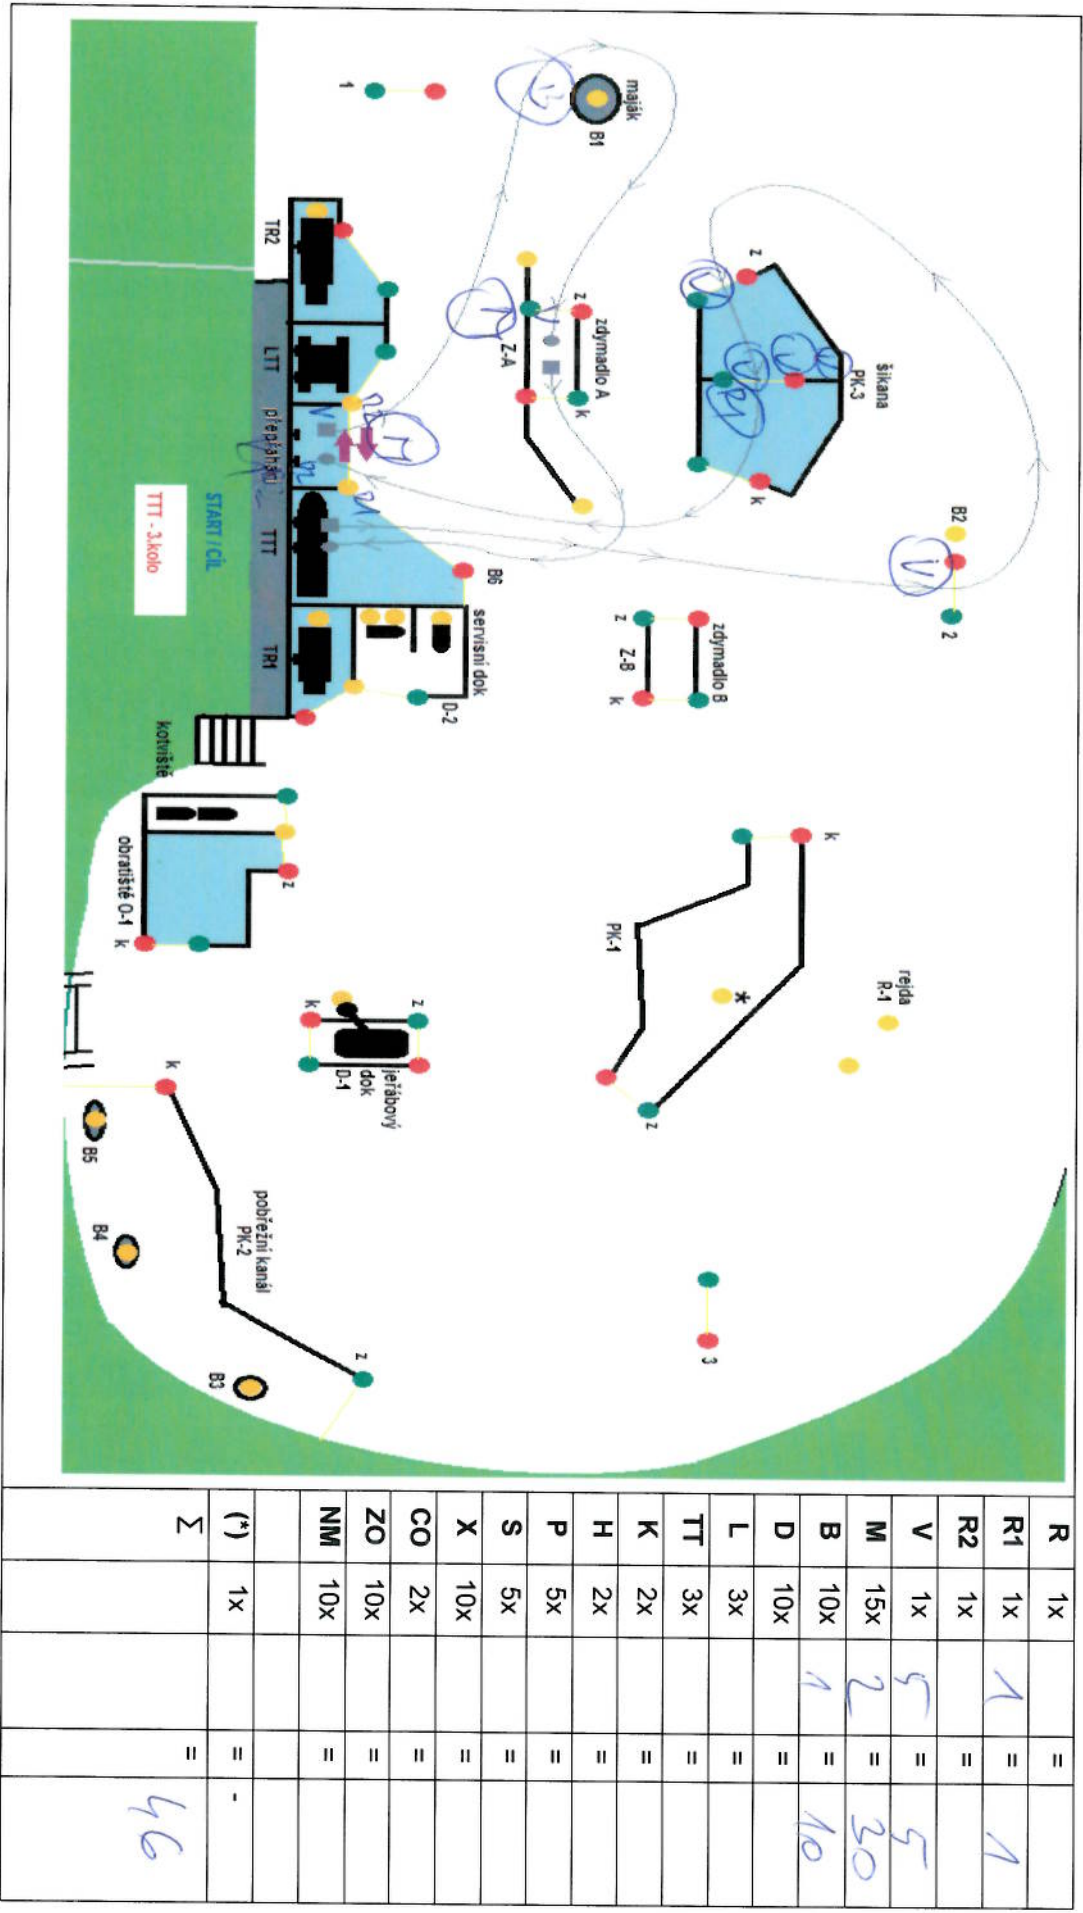 maják
B1
1
TR2
LTT
přepřahání
TTT
TR1
START / CÍL
TTT - 3.kolo
z
zdymadlo A
Z-A
k
šikana
PK-3
z
k
B2
2
B6
servisní dok
D-2
zdymadlo B
z
Z-B
k
kotviště
obratiště O-1
z
k
k
PK-1
*
z
rejda
R-1
z
k
jeřábový
dok
D-1
k
B5
B4
pobřežní kanál
PK-2
B3
z
3
B
V
M
V
V
V
R1
V
R 1x =
R1 1x 1 = 1
R2 1x =
V 1x 5 = 5
M 15x 2 = 30
B 10x 1 = 10
D 10x =
L 3x =
TT 3x =
K 2x =
H 2x =
P 5x =
S 5x =
X 10x =
CO 2x =
ZO 10x =
NM 10x =
(*) 1x = -
Σ = 46